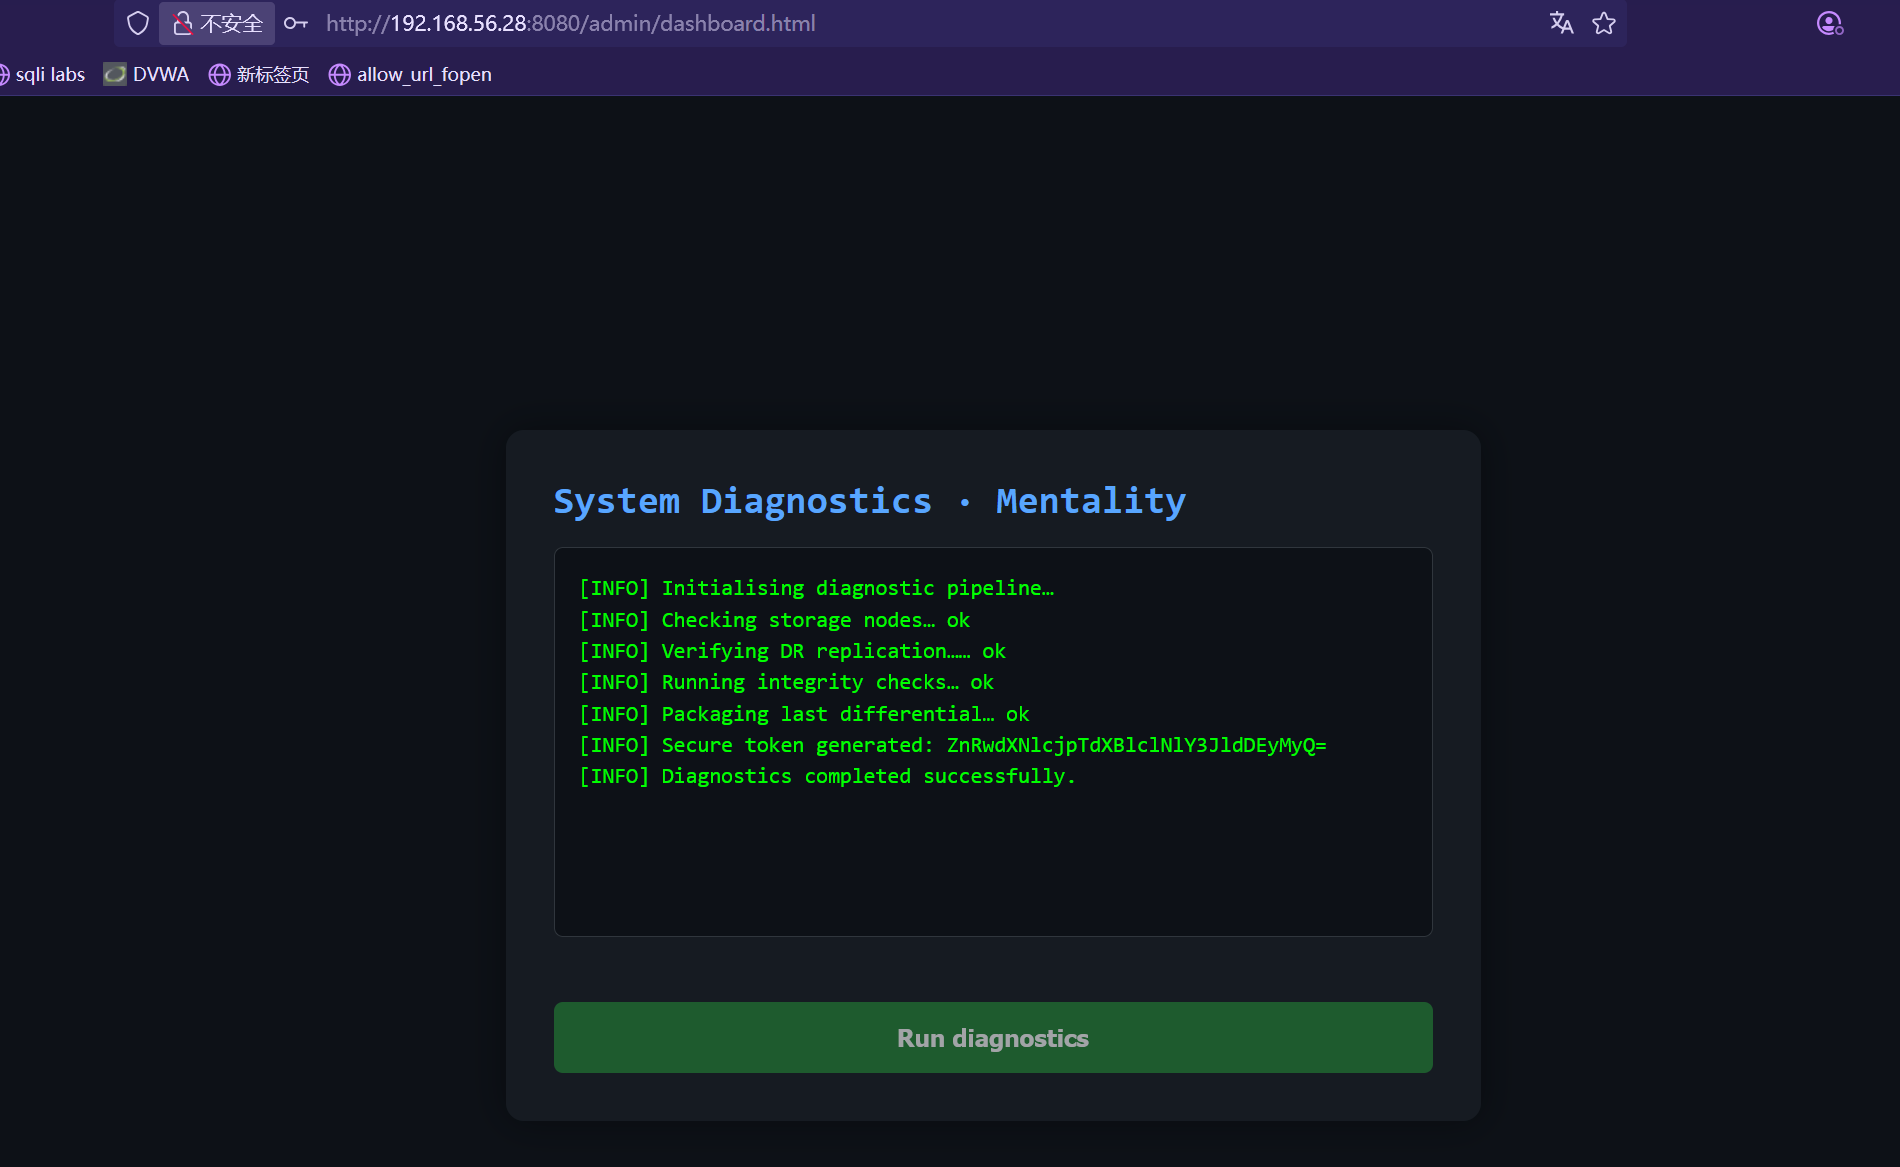 不安全 http://192.168.56.28:8080/admin/dashboard.html
sqli labs DVWA 新标签页 allow_url_fopen
System Diagnostics · Mentality
[INFO] Initialising diagnostic pipeline…
[INFO] Checking storage nodes… ok
[INFO] Verifying DR replication…… ok
[INFO] Running integrity checks… ok
[INFO] Packaging last differential… ok
[INFO] Secure token generated: ZnRwdXNlcjpTdXBlclNlY3JldDEyMyQ=
[INFO] Diagnostics completed successfully.
Run diagnostics